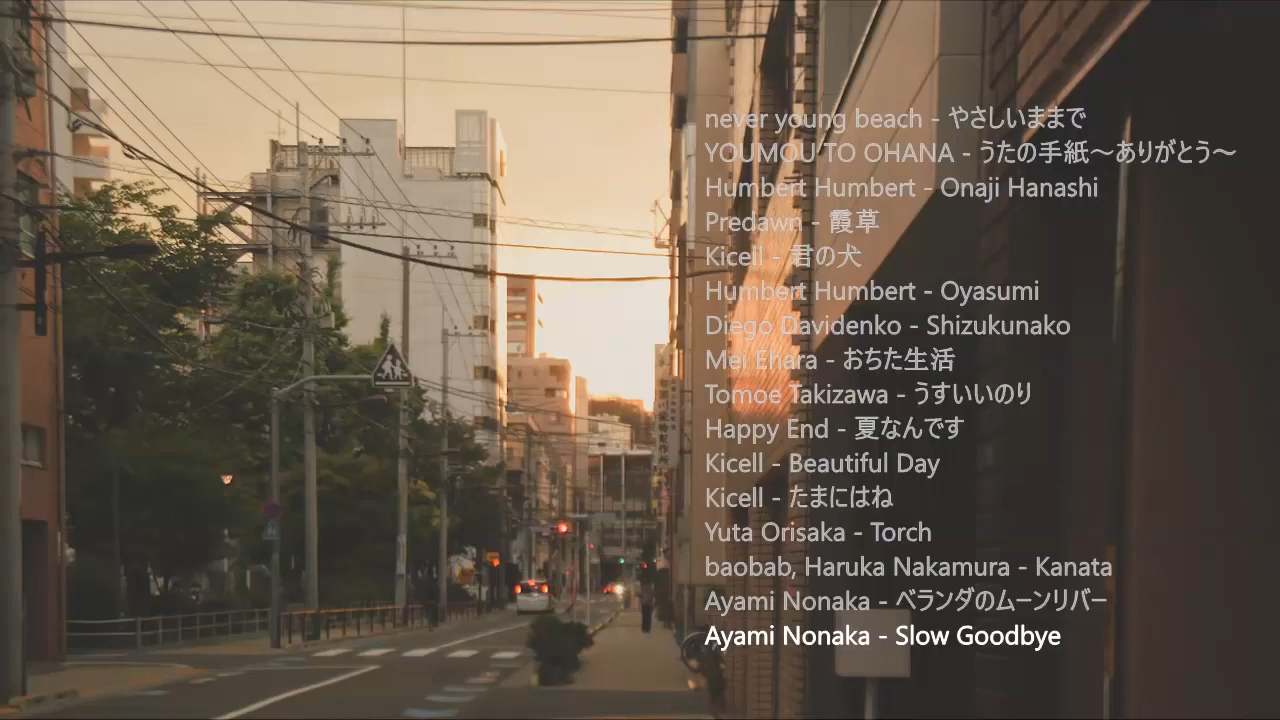 never young beach - やさしいままで
YOUMOU TO OHANA - うたの手紙～ありがとう～
Humbert Humbert - Onaji Hanashi
Predawn - 霞草
Kicell - 君の犬
Humbert Humbert - Oyasumi
Diego Davidenko - Shizukunako
Mei Ehara - おちた生活
Tomoe Takizawa - うすいいのり
Happy End - 夏なんです
Kicell - Beautiful Day
Kicell - たまにはね
Yuta Orisaka - Torch
baobab, Haruka Nakamura - Kanata
Ayami Nonaka - ベランダのムーンリバー
Ayami Nonaka - Slow Goodbye